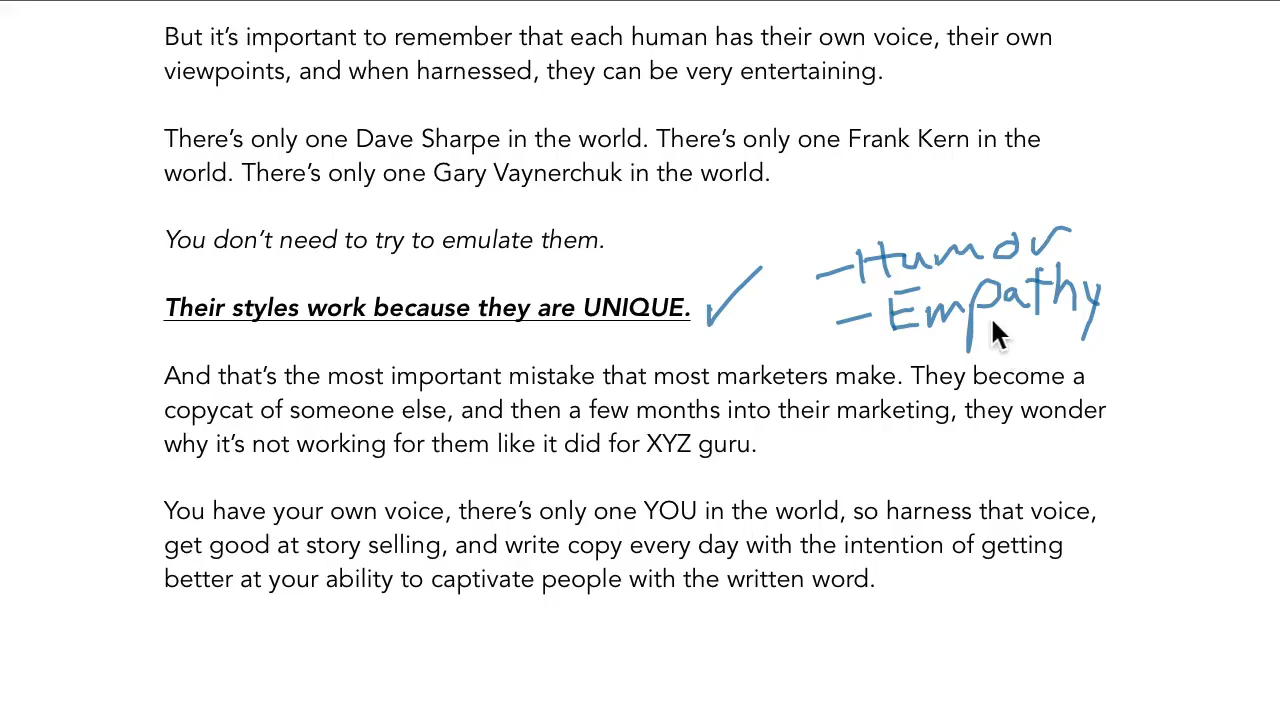 But it’s important to remember that each human has their own voice, their own
viewpoints, and when harnessed, they can be very entertaining.
There’s only one Dave Sharpe in the world. There’s only one Frank Kern in the
world. There’s only one Gary Vaynerchuk in the world.
You don’t need to try to emulate them.
-Humor
Their styles work because they are UNIQUE.
-Empathy
And that’s the most important mistake that most marketers make. They become a
copycat of someone else, and then a few months into their marketing, they wonder
why it’s not working for them like it did for XYZ guru.
You have your own voice, there’s only one YOU in the world, so harness that voice,
get good at story selling, and write copy every day with the intention of getting
better at your ability to captivate people with the written word.